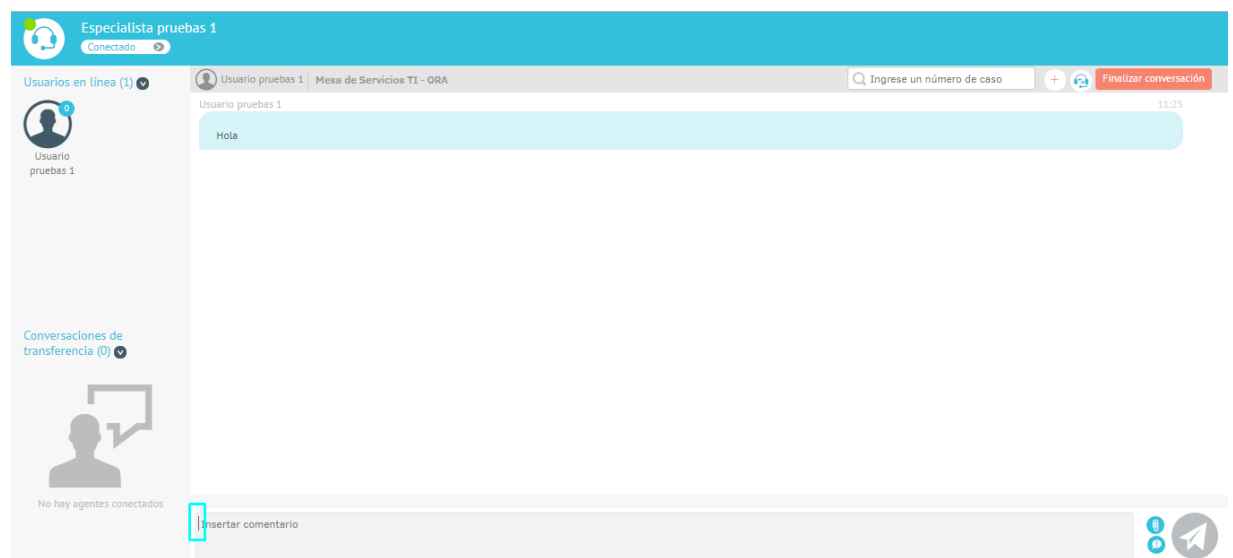 Especialista pruebas 1
Conectado
Usuarios en línea (1)
0
Usuario
pruebas 1
Usuario pruebas 1 Mesa de Servicios TI - ORA
Ingrese un número de caso
+
Finalizar conversación
Usuario pruebas 1 11:25
Hola
Conversaciones de
transferencia (0)
No hay agentes conectados
Insertar comentario